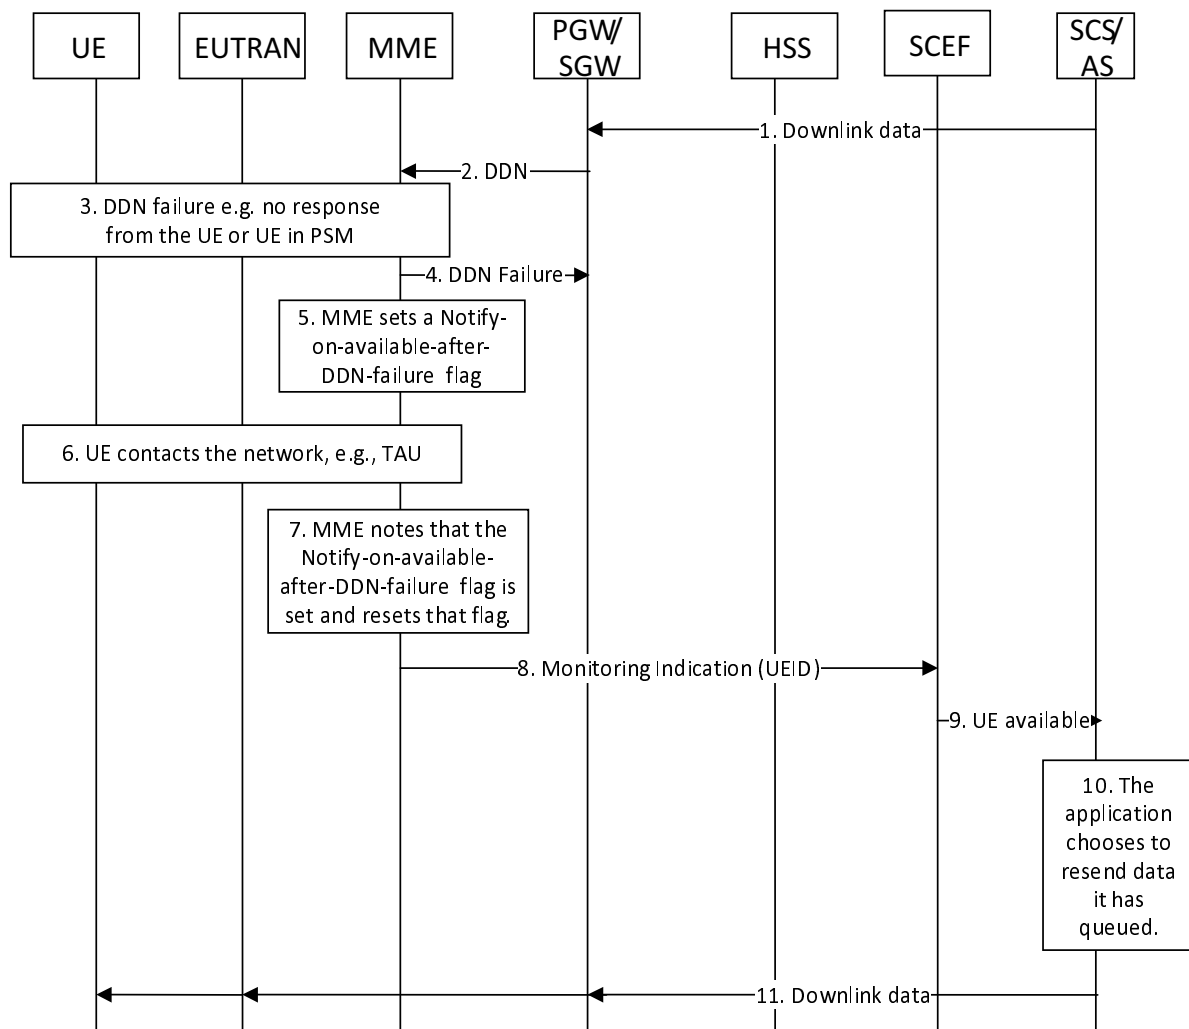 UE
EUTRAN
MME
PGW/
SGW
HSS
SCEF
SCS/
AS
1. Downlink data
2. DDN
3. DDN failure e.g. no response
from the UE or UE in PSM
4. DDN Failure
5. MME sets a Notify-
on-available-after-
DDN-failure flag
6. UE contacts the network, e.g., TAU
7. MME notes that the
Notify-on-available-
after-DDN-failure flag is
set and resets that flag.
8. Monitoring Indication (UEID)
9. UE available
10. The
application
chooses to
resend data
it has
queued.
11. Downlink data